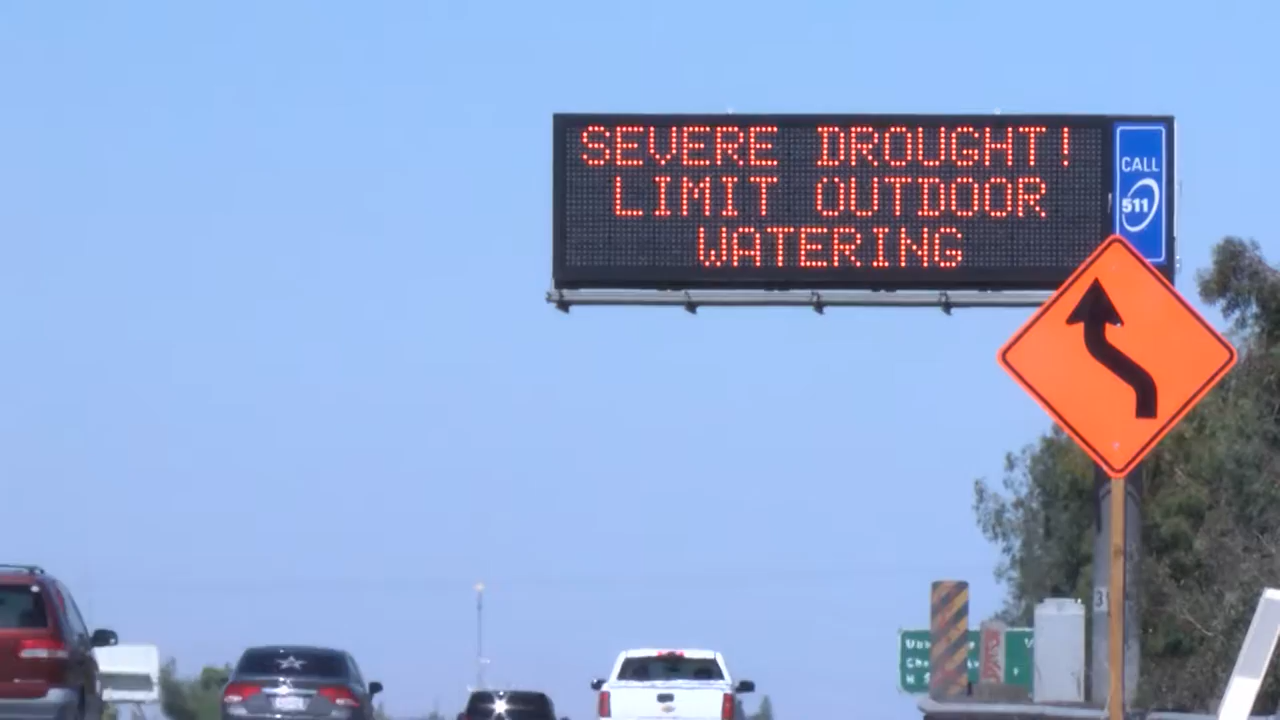 SEVERE DROUGHT!
LIMIT OUTDOOR
WATERING
CALL
511